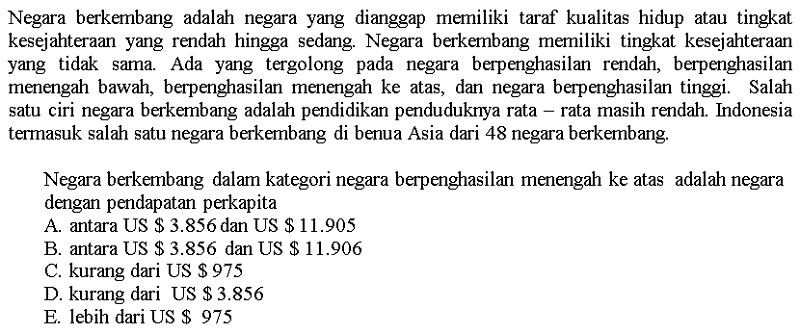 Negara berkembang adalah negara yang dianggap memiliki taraf kualitas hidup atau tingkat
kesejahteraan yang rendah hingga sedang. Negara berkembang memiliki tingkat kesejahteraan
yang tidak sama. Ada yang tergolong pada negara berpenghasilan rendah, berpenghasilan
menengah bawah, berpenghasilan menengah ke atas, dan negara berpenghasilan tinggi. Salah
satu ciri negara berkembang adalah pendidikan penduduknya rata – rata masih rendah. Indonesia
termasuk salah satu negara berkembang di benua Asia dari 48 negara berkembang.
Negara berkembang dalam kategori negara berpenghasilan menengah ke atas adalah negara
dengan pendapatan perkapita
A. antara US $ 3.856 dan US $ 11.905
B. antara US $ 3.856 dan US $ 11.906
C. kurang dari US $ 975
D. kurang dari US $ 3.856
E. lebih dari US $ 975